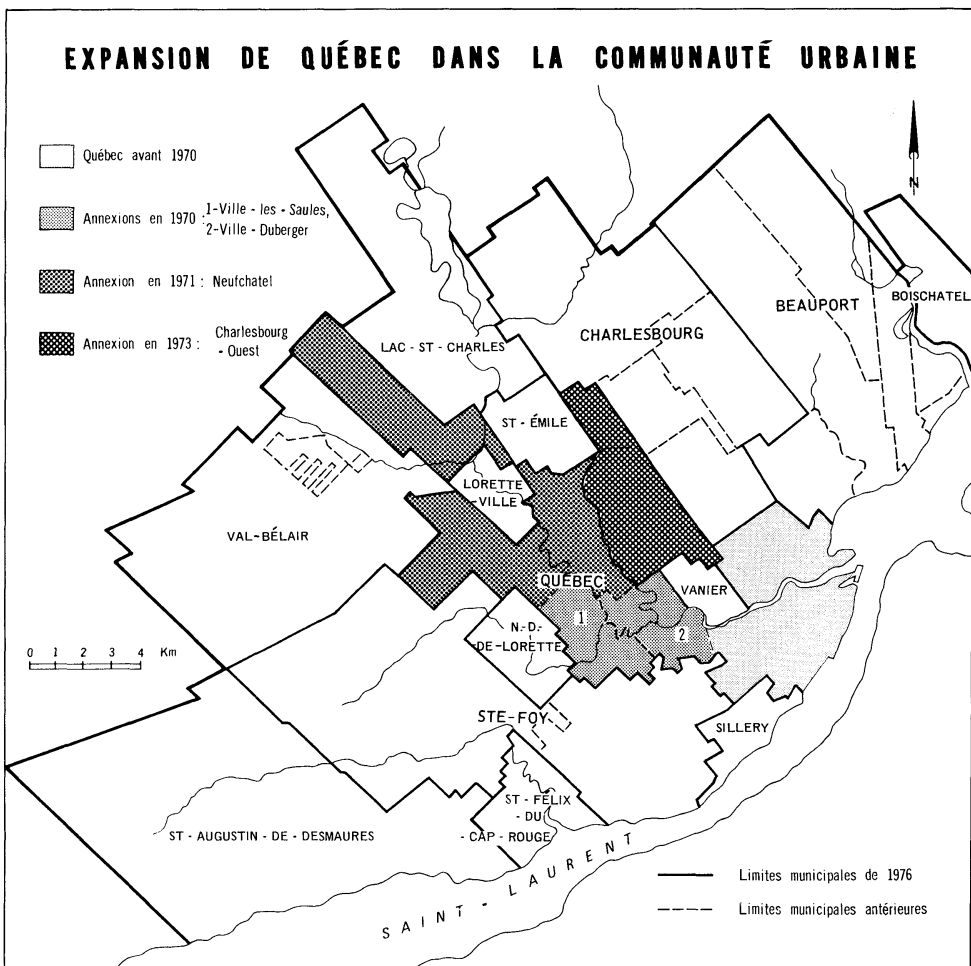 EXPANSION DE QUÉBEC DANS LA COMMUNAUTÉ URBAINE
Québec avant 1970
Annexions en 1970 : 1-Ville - les - Saules,
2-Ville - Duberger
Annexion en 1971 : Neufchatel
Annexion en 1973 : Charlesbourg
- Ouest
N
BOISCHATEL
BEAUPORT
CHARLESBOURG
LAC - ST - CHARLES
ST - ÉMILE
LORETTE
-VILLE
VAL-BÉLAIR
QUÉBEC
VANIER
1
2
N.-D.-
-DE-LORETTE
0 1 2 3 4 Km
STE-FOY
SILLERY
ST - FÉLIX
- DU
- CAP - ROUGE
ST - AUGUSTIN - DE - DESMAURES
SAINT - LAURENT
Limites municipales de 1976
Limites municipales antérieures